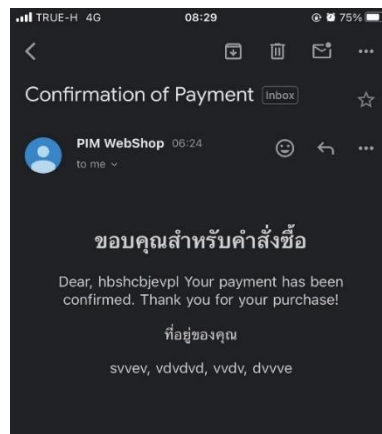 TRUE-H 4G 08:29 75%
Confirmation of Payment Inbox
PIM WebShop 06:24
to me
ขอบคุณสำหรับคำสั่งซื้อ
Dear, hbshcbjevpl Your payment has been
confirmed. Thank you for your purchase!
ที่อยู่ของคุณ
svvev, vdvdvd, vvdv, dvvve